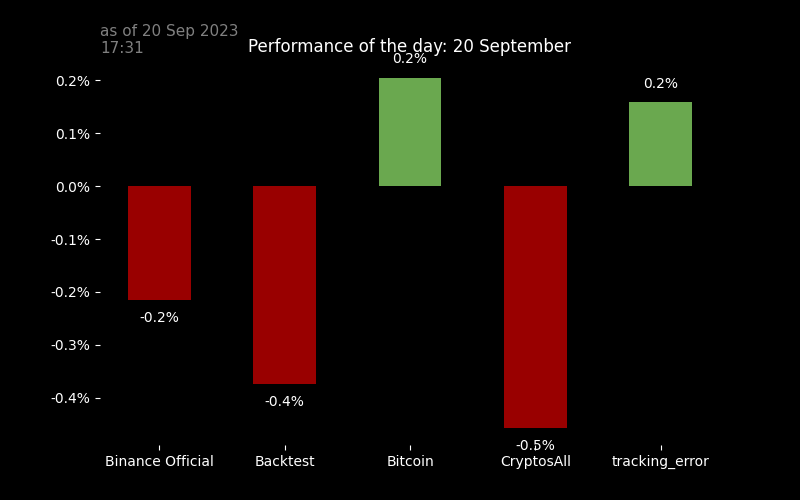 as of 20 Sep 2023
17:31
Performance of the day: 20 September
0.2%
0.2%
0.2%
0.1%
0.0%
-0.1%
-0.2%
-0.2%
-0.3%
-0.4%
-0.4%
-0.5%
Binance Official
Backtest
Bitcoin
CryptosAll
tracking_error